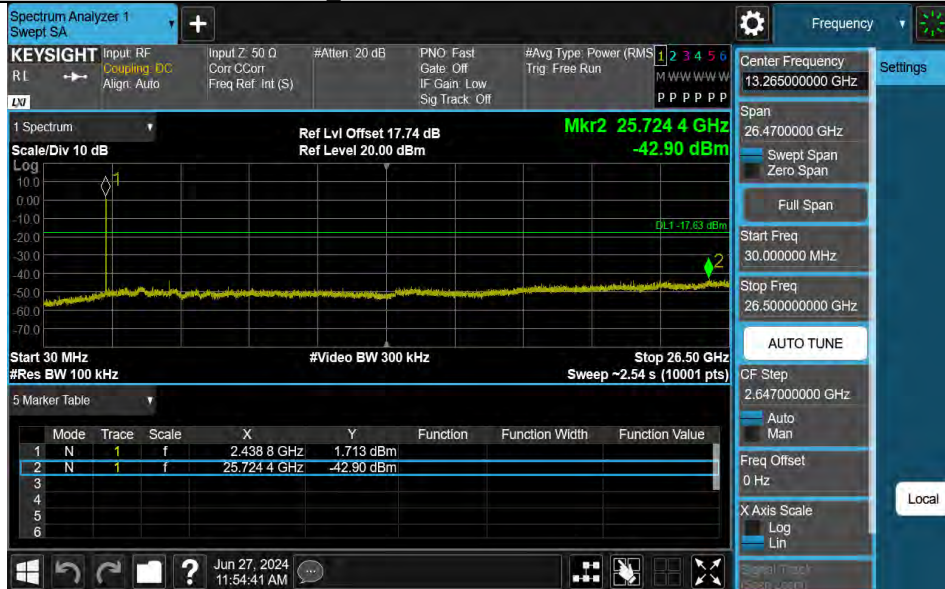 Spectrum Analyzer 1
Swept SA
+
Frequency
KEYSIGHT
RL
LXI
Input: RF
Coupling: DC
Align: Auto
Input Z: 50 Ω
Corr CCorr
Freq Ref: Int (S)
#Atten: 20 dB
PNO: Fast
Gate: Off
IF Gain: Low
Sig Track: Off
#Avg Type: Power (RMS
Trig: Free Run
1 2 3 4 5 6
M W W W W W
P P P P P P
1 Spectrum
Scale/Div 10 dB
Ref Lvl Offset 17.74 dB
Ref Level 20.00 dBm
Mkr2 25.724 4 GHz
-42.90 dBm
Log
10.0
0.00
-10.0
-20.0
-30.0
-40.0
-50.0
-60.0
-70.0
1
DL1 -17.63 dBm
2
Start 30 MHz
#Video BW 300 kHz
Stop 26.50 GHz
#Res BW 100 kHz
Sweep ~2.54 s (10001 pts)
5 Marker Table
Mode Trace Scale X Y Function Function Width Function Value
1 N 1 f 2.438 8 GHz 1.713 dBm
2 N 1 f 25.724 4 GHz -42.90 dBm
3
4
5
6
?
Jun 27, 2024
11:54:41 AM
Center Frequency
13.265000000 GHz
Settings
Span
26.4700000 GHz
Swept Span
Zero Span
Full Span
Start Freq
30.000000 MHz
Stop Freq
26.500000000 GHz
AUTO TUNE
CF Step
2.647000000 GHz
Auto
Man
Freq Offset
0 Hz
Local
X Axis Scale
Log
Lin
Signal Track
(Span Zoom)